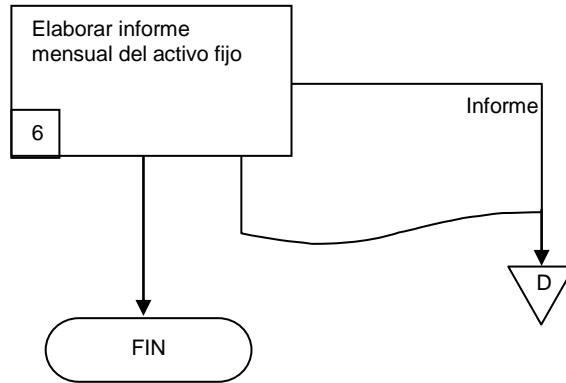 Elaborar informe
mensual del activo fijo
Informe
6
D
FIN